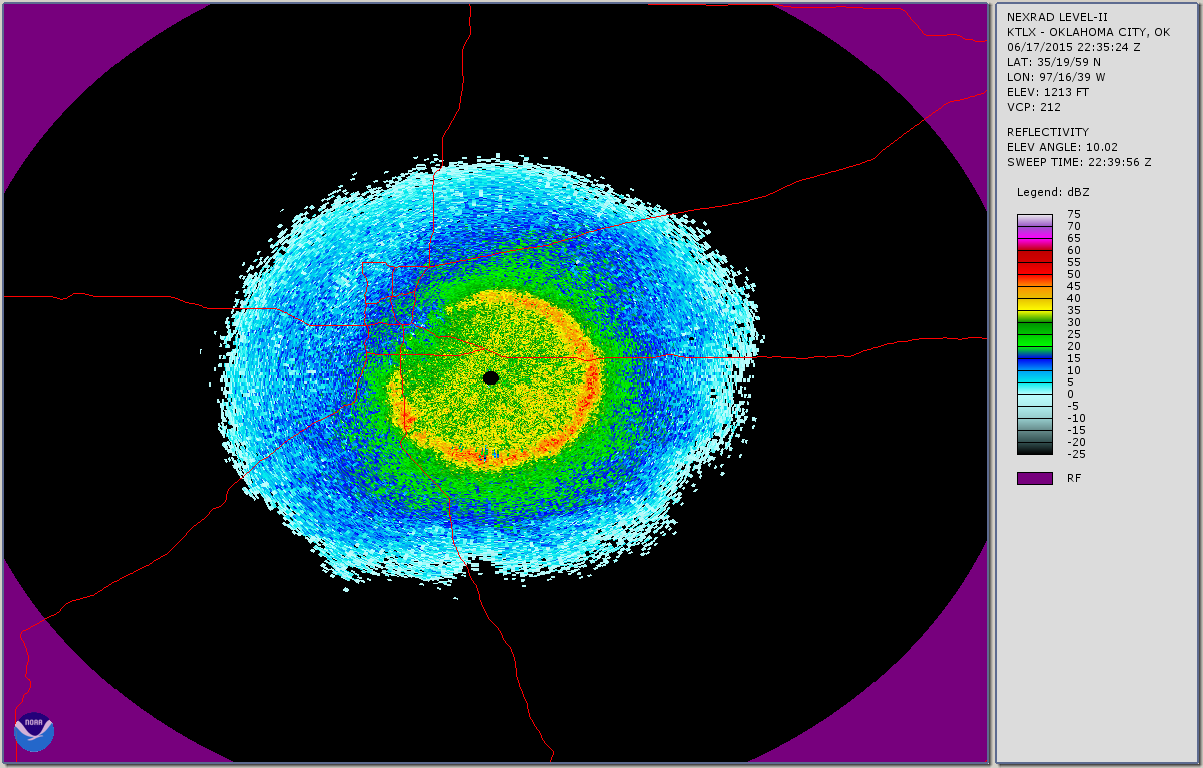 NEXRAD LEVEL-II
KTLX - OKLAHOMA CITY, OK
06/17/2015 22:35:24 Z
LAT: 35/19/59 N
LON: 97/16/39 W
ELEV: 1213 FT
VCP: 212
REFLECTIVITY
ELEV ANGLE: 10.02
SWEEP TIME: 22:39:56 Z
Legend: dBZ
75
70
65
60
55
50
45
40
35
30
25
20
15
10
5
0
-5
-10
-15
-20
-25
RF
NOAA